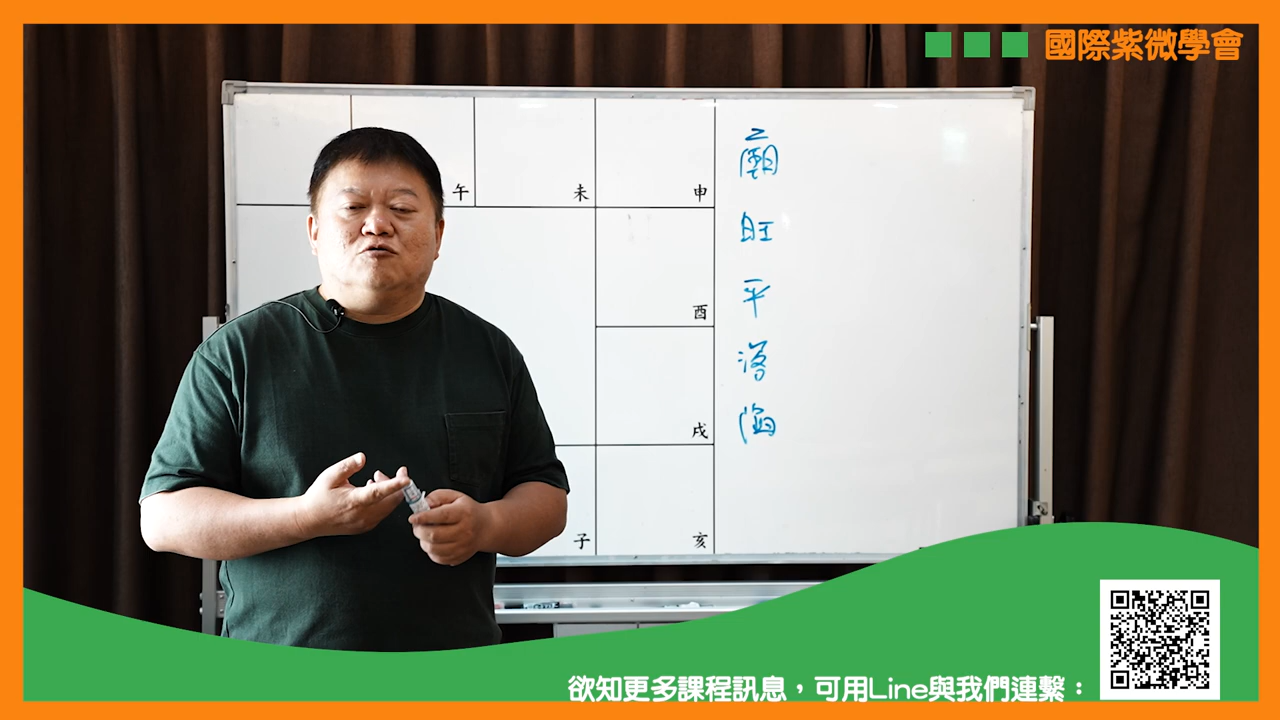 國際紫微學會
午
未
申
酉
戌
子
亥
廟
旺
平
落
陷
欲知更多課程訊息，可用Line與我們連繫：